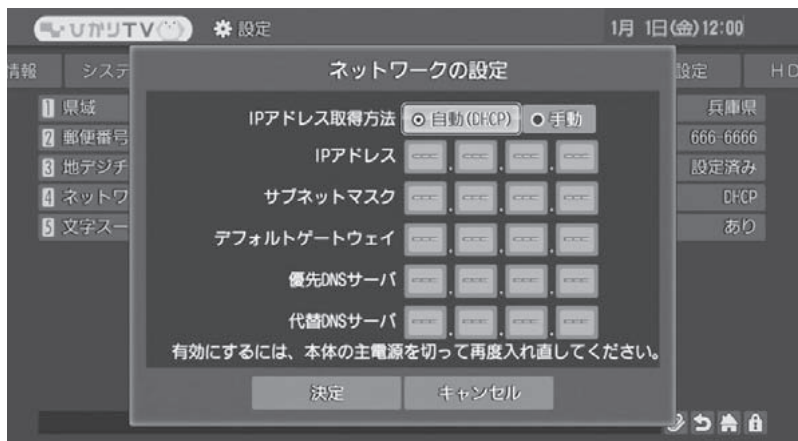 ひかりTV 設定 1月 1日(金)12:00
情報 システ 設定 HD
ネットワークの設定
1 県域 兵庫県
2 郵便番号 666-6666
3 地デジチ 設定済み
4 ネットワ DHCP
5 文字スー あり
IPアドレス取得方法 自動(DHCP) 手動
IPアドレス ---.---.---.---
サブネットマスク ---.---.---.---
デフォルトゲートウェイ ---.---.---.---
優先DNSサーバ ---.---.---.---
代替DNSサーバ ---.---.---.---
有効にするには、本体の主電源を切って再度入れ直してください。
決定 キャンセル